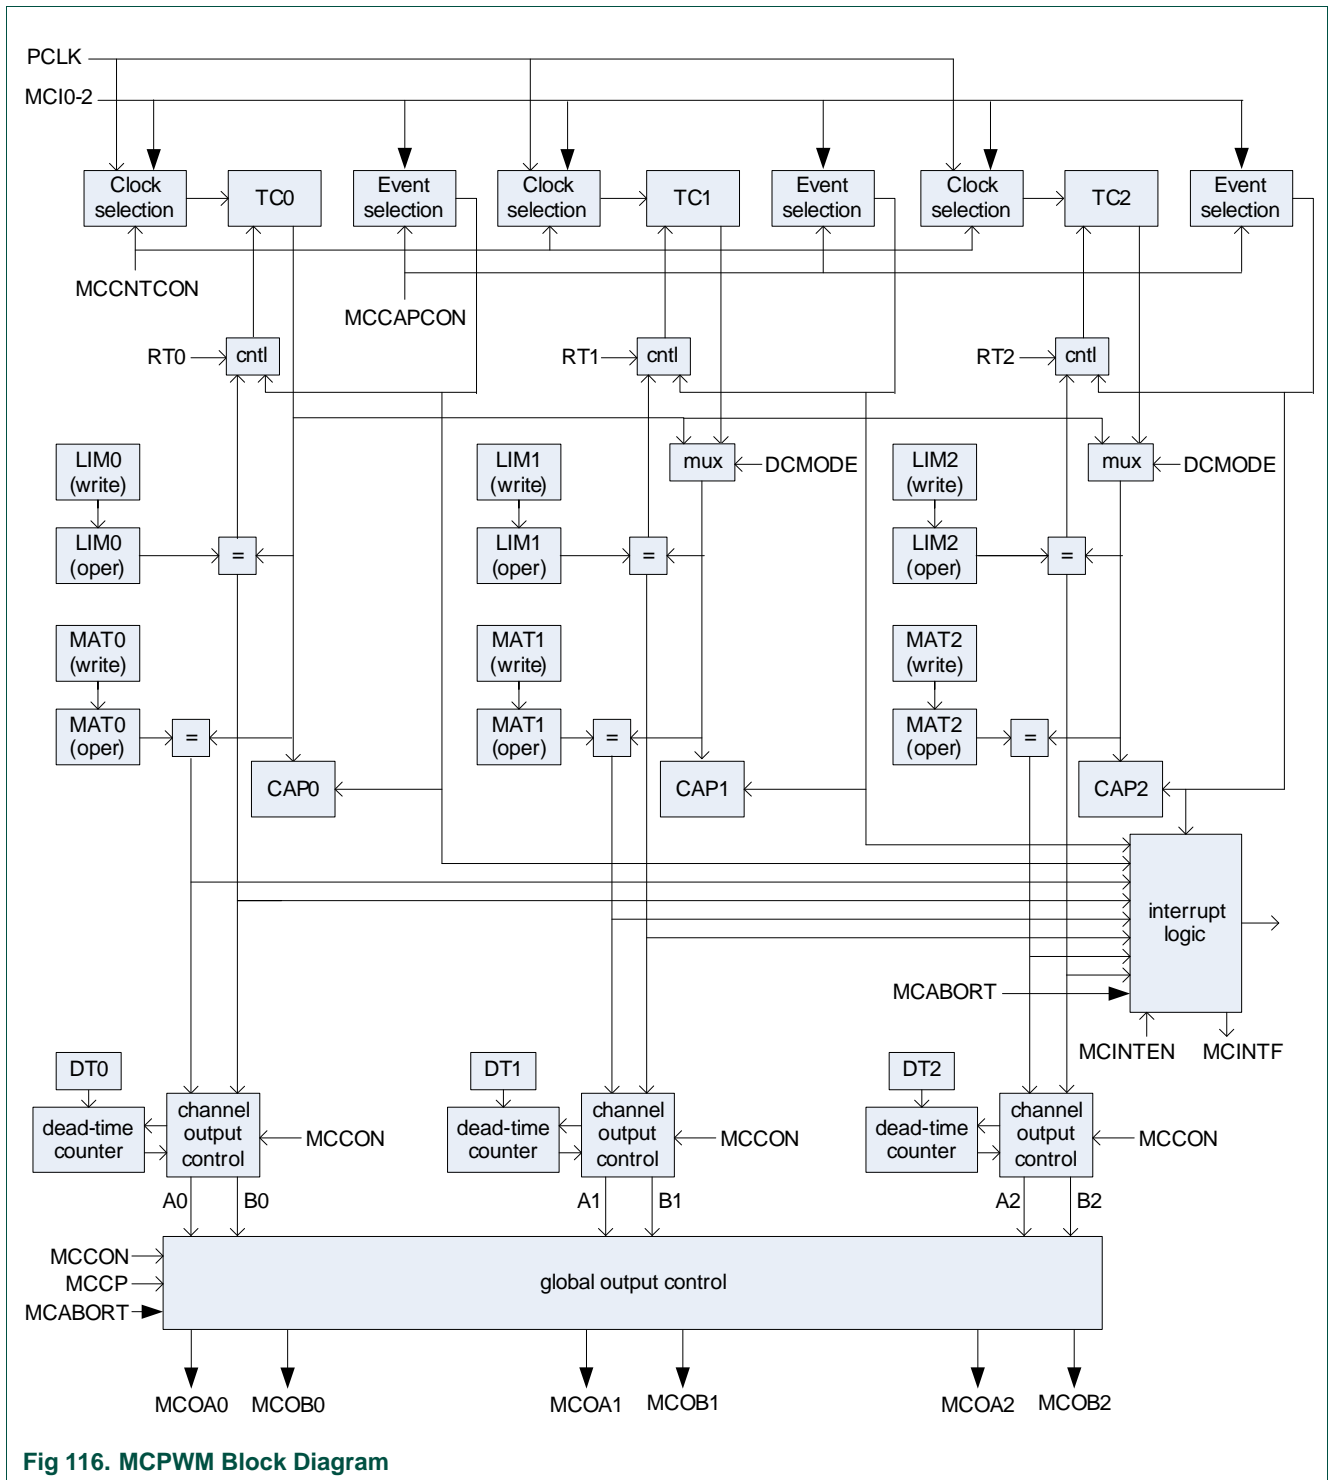 PCLK
MCI0-2
Clock
selection
TC0
Event
selection
Clock
selection
TC1
Event
selection
Clock
selection
TC2
Event
selection
MCCNTCON
MCCAPCON
RT0
cntl
RT1
cntl
RT2
cntl
LIM0
(write)
LIM1
(write)
mux
DCMODE
LIM2
(write)
mux
DCMODE
LIM0
(oper)
=
LIM1
(oper)
=
LIM2
(oper)
=
MAT0
(write)
MAT1
(write)
MAT2
(write)
MAT0
(oper)
=
MAT1
(oper)
=
MAT2
(oper)
=
CAP0
CAP1
CAP2
interrupt
logic
MCABORT
MCINTEN
MCINTF
DT0
DT1
DT2
dead-time
counter
channel
output
control
MCCON
dead-time
counter
channel
output
control
MCCON
dead-time
counter
channel
output
control
MCCON
A0
B0
A1
B1
A2
B2
MCCON
MCCP
MCABORT
global output control
MCOA0
MCOB0
MCOA1
MCOB1
MCOA2
MCOB2
Fig 116. MCPWM Block Diagram